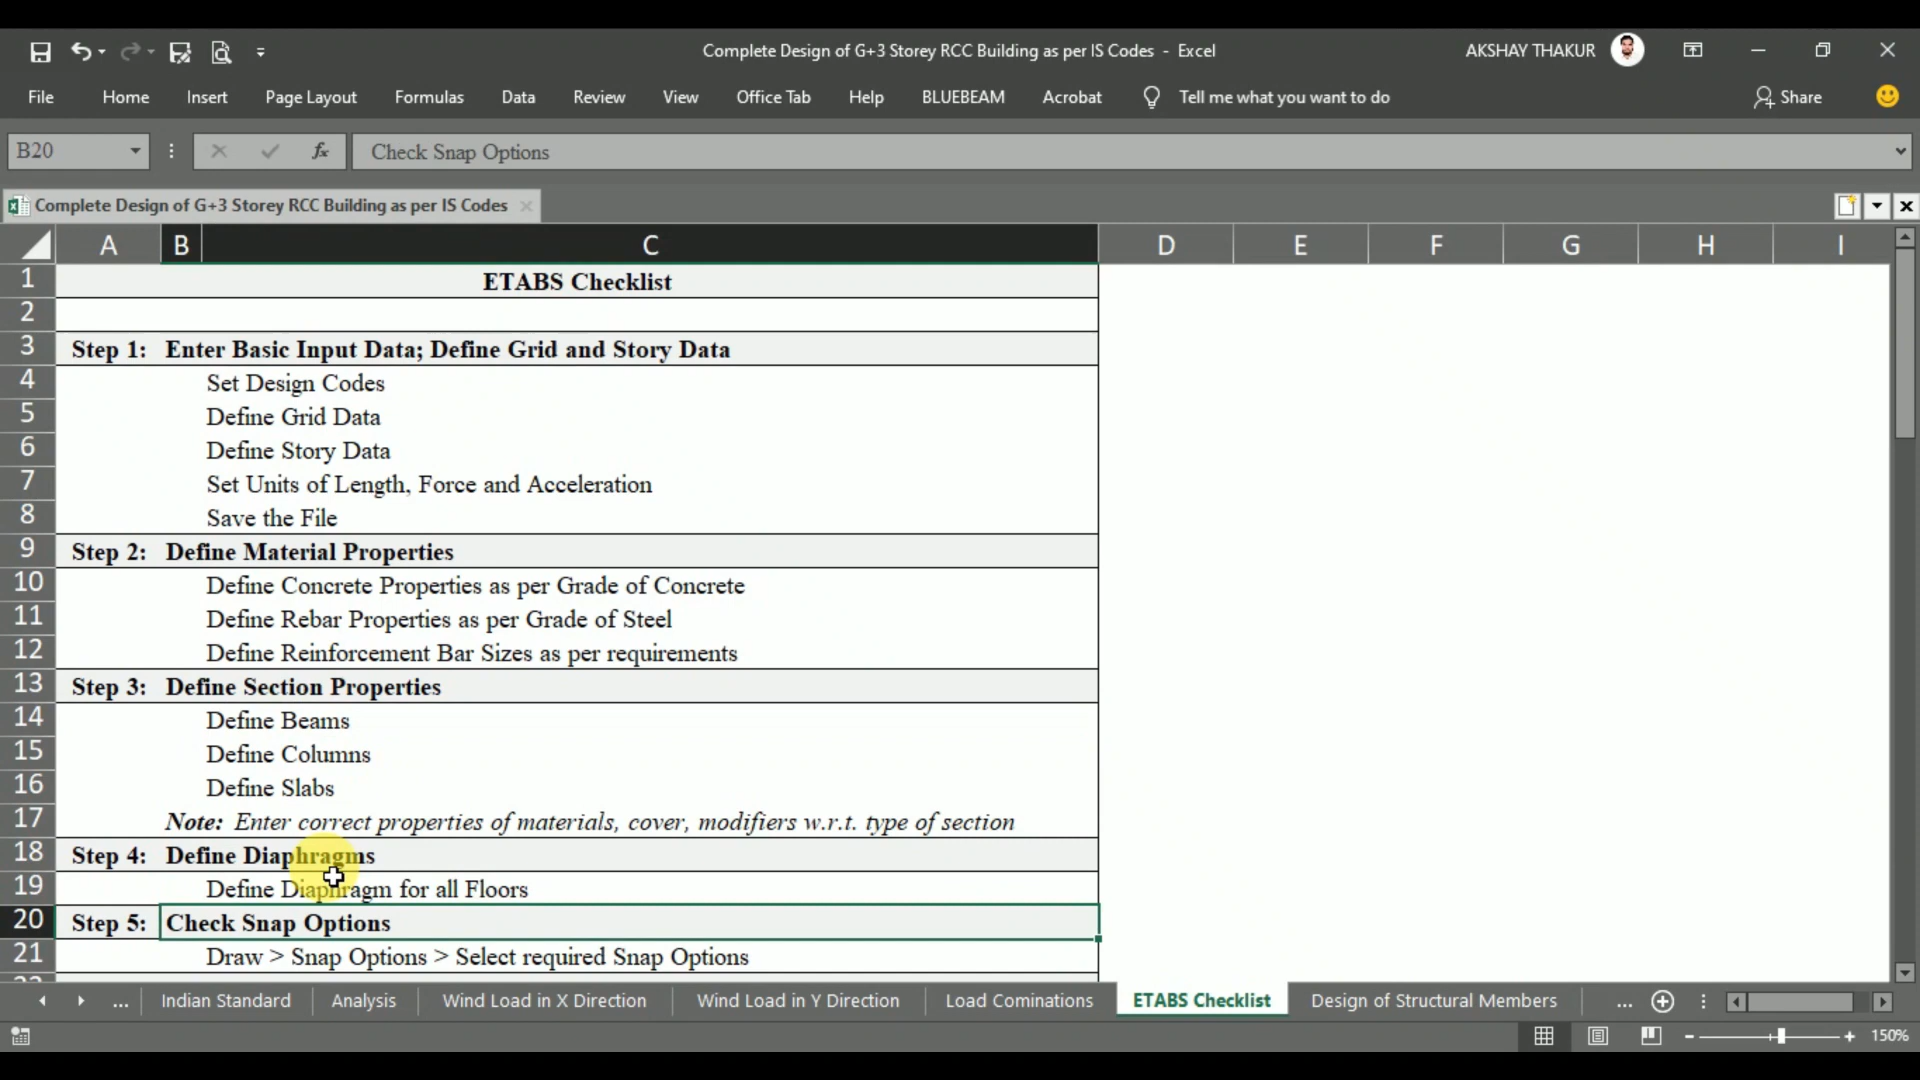 Complete Design of G+3 Storey RCC Building as per IS Codes - Excel
AKSHAY THAKUR
File Home Insert Page Layout Formulas Data Review View Office Tab Help BLUEBEAM Acrobat Tell me what you want to do Share
B20 fx Check Snap Options
Complete Design of G+3 Storey RCC Building as per IS Codes
A B C D E F G H I
1 ETABS Checklist
2
3 Step 1: Enter Basic Input Data; Define Grid and Story Data
4 Set Design Codes
5 Define Grid Data
6 Define Story Data
7 Set Units of Length, Force and Acceleration
8 Save the File
9 Step 2: Define Material Properties
10 Define Concrete Properties as per Grade of Concrete
11 Define Rebar Properties as per Grade of Steel
12 Define Reinforcement Bar Sizes as per requirements
13 Step 3: Define Section Properties
14 Define Beams
15 Define Columns
16 Define Slabs
17 Note: Enter correct properties of materials, cover, modifiers w.r.t. type of section
18 Step 4: Define Diaphragms
19 Define Diaphragm for all Floors
20 Step 5: Check Snap Options
21 Draw > Snap Options > Select required Snap Options
... Indian Standard Analysis Wind Load in X Direction Wind Load in Y Direction Load Cominations ETABS Checklist Design of Structural Members ...
150%